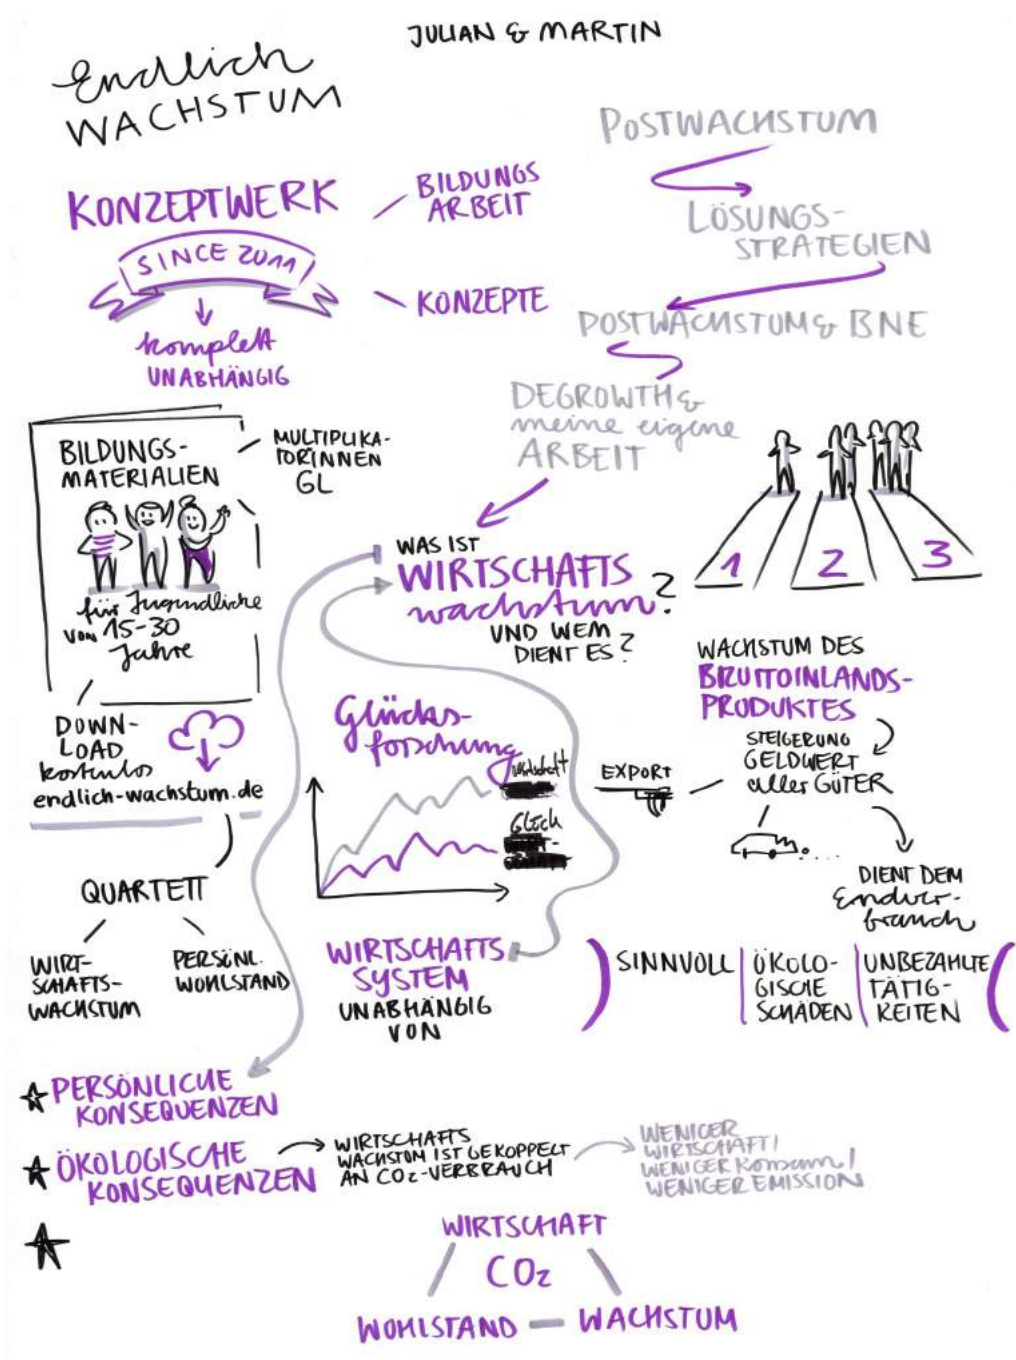 JULIAN & MARTIN
Endlich
WACHSTUM
POSTWACHSTUM
LÖSUNGS-
STRATEGIEN
POSTWACHSTUM & BNE
DEGROWTH &
meine eigene
ARBEIT
KONZEPTWERK
SINCE 2011
komplett
UNABHÄNGIG
BILDUNGS
ARBEIT
KONZEPTE
BILDUNGS-
MATERIALIEN
für Jugendliche
VON 15-30
Jahre
MULTIPLIKA-
TORINNEN
GL
DOWN-
LOAD
kostenlos
endlich-wachstum.de
QUARTETT
WIRT-
SCHAFTS-
WACHSTUM
PERSÖNL.
WOHLSTAND
WAS IST
WIRTSCHAFTS
wachstum?
UND WEM
DIENT ES?
1 2 3
WACHSTUM DES
BRUTTOINLANDS-
PRODUKTES
STEIGERUNG
GELDWERT
aller GÜTER
EXPORT
DIENT DEM
Endver-
brauch
Glücks-
forschung
Wirtschaft
Glück
WIRTSCHAFTS
SYSTEM
UNABHÄNGIG
VON
) SINNVOLL | ÖKOLO-
GISCHE
SCHÄDEN | UNBEZAHLTE
TÄTIG-
KEITEN (
PERSÖNLICHE
KONSEQUENZEN
ÖKOLOGISCHE
KONSEQUENZEN
WIRTSCHAFTS
WACHSTUM IST GEKOPPELT
AN CO2-VERBRAUCH
WENIGER
WIRTSCHAFT/
WENIGER Konsum/
WENIGER EMISSION
WIRTSCHAFT
CO2
WOHLSTAND – WACHSTUM